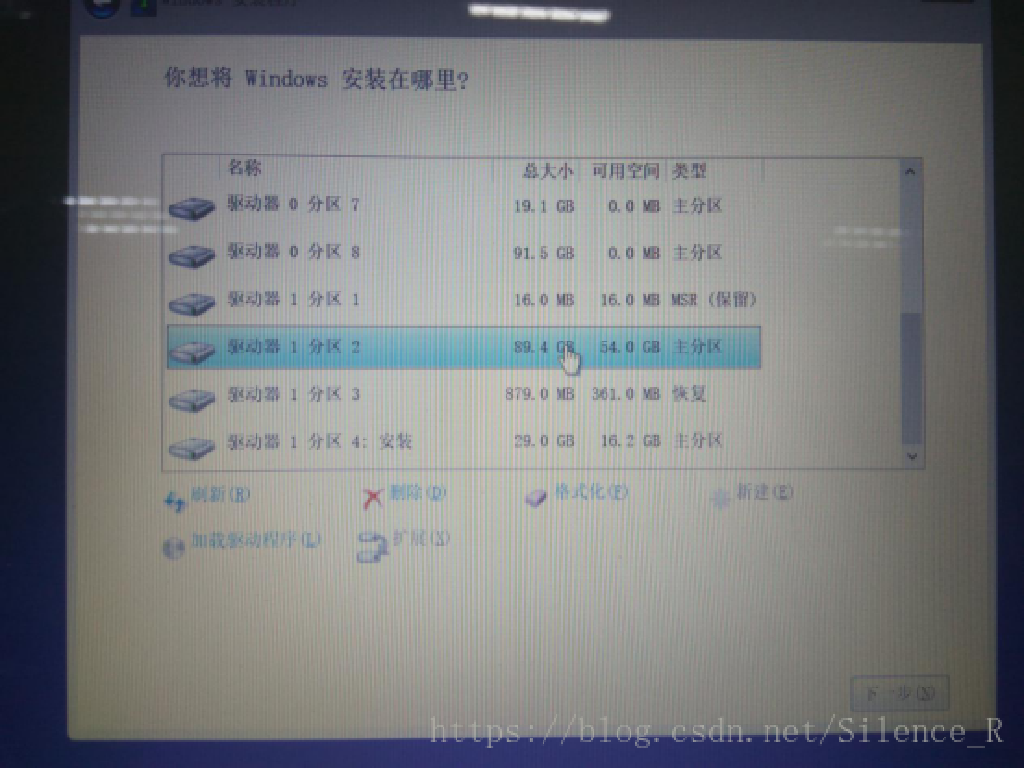 Windows 安装程序
你想将 Windows 安装在哪里?
名称 总大小 可用空间 类型
驱动器 0 分区 7 19.1 GB 0.0 MB 主分区
驱动器 0 分区 8 91.5 GB 0.0 MB 主分区
驱动器 1 分区 1 16.0 MB 16.0 MB MSR (保留)
驱动器 1 分区 2 89.4 GB 54.0 GB 主分区
驱动器 1 分区 3 879.0 MB 361.0 MB 恢复
驱动器 1 分区 4: 安装 29.0 GB 16.2 GB 主分区
刷新(R) 删除(D) 格式化(F) 新建(E)
加载驱动程序(L) 扩展(X)
下一步(N)
https://blog.csdn.net/Silence_R